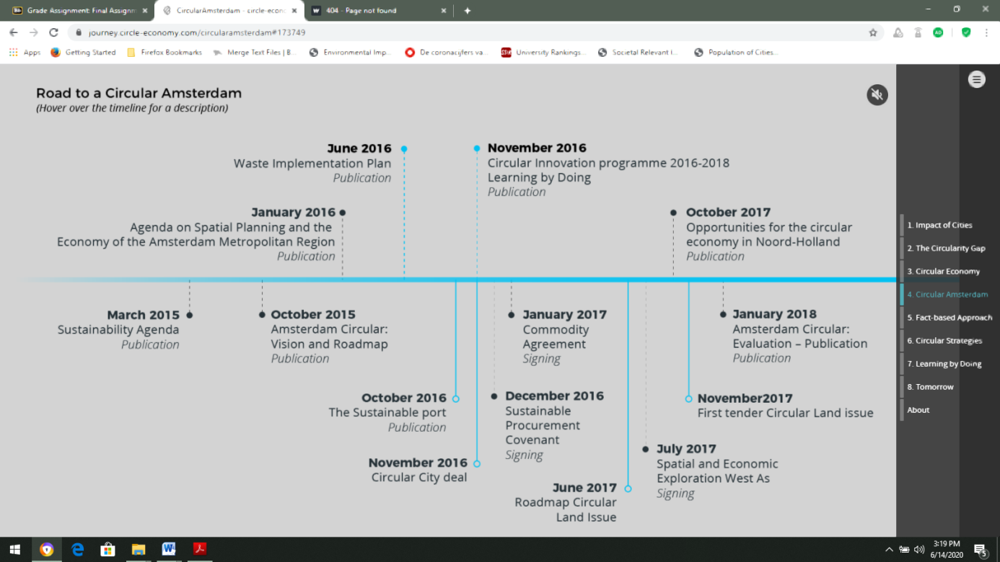 Grade Assignment: Final Assignm
CircularAmsterdam - circle-econo
404 - Page not found
journey.circle-economy.com/circularamsterdam#173749
Apps
Getting Started
Firefox Bookmarks
Merge Text Files | B...
Environmental Imp...
De coronacijfers va...
University Rankings...
Societal Relevant I...
Population of Cities...
Road to a Circular Amsterdam
(Hover over the timeline for a description)
June 2016
Waste Implementation Plan
Publication
November 2016
Circular Innovation programme 2016-2018
Learning by Doing
Publication
January 2016
Agenda on Spatial Planning and the
Economy of the Amsterdam Metropolitan Region
Publication
October 2017
Opportunities for the circular
economy in Noord-Holland
Publication
March 2015
Sustainability Agenda
Publication
October 2015
Amsterdam Circular:
Vision and Roadmap
Publication
January 2017
Commodity
Agreement
Signing
January 2018
Amsterdam Circular:
Evaluation – Publication
Publication
October 2016
The Sustainable port
Publication
December 2016
Sustainable
Procurement
Covenant
Signing
November2017
First tender Circular Land issue
November 2016
Circular City deal
July 2017
Spatial and Economic
Exploration West As
Signing
June 2017
Roadmap Circular
Land Issue
1. Impact of Cities
2. The Circularity Gap
3. Circular Economy
4. Circular Amsterdam
5. Fact-based Approach
6. Circular Strategies
7. Learning by Doing
8. Tomorrow
About
3:19 PM
6/14/2020
5